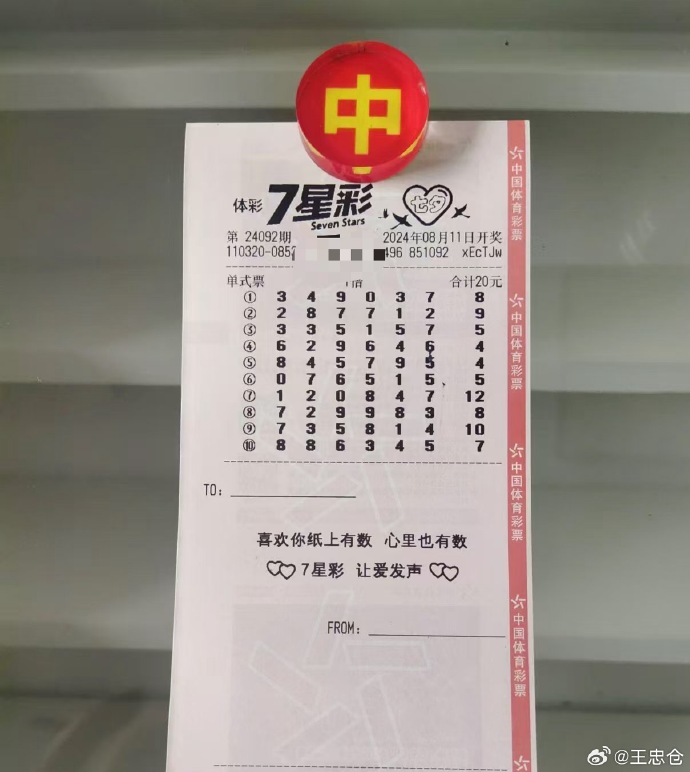 中
体彩 7星彩 七夕
Seven Stars
第 24092期 2024年08月11日开奖
110320-085 496 851092 xEcTJw
单式票 倍 合计20元
① 3 4 9 0 3 7 8
② 2 8 7 7 1 2 9
③ 3 3 5 1 5 7 5
④ 6 2 9 6 4 6 4
⑤ 8 4 5 7 9 5 4
⑥ 0 7 6 5 1 5 5
⑦ 1 2 0 8 4 7 12
⑧ 7 2 9 9 8 3 8
⑨ 7 3 5 8 1 4 10
⑩ 8 8 6 3 4 5 7
TO:
喜欢你纸上有数 心里也有数
7星彩 让爱发声
FROM:
中国体育彩票
中国体育彩票
中国体育彩票
中国体育彩票
@王忠仓